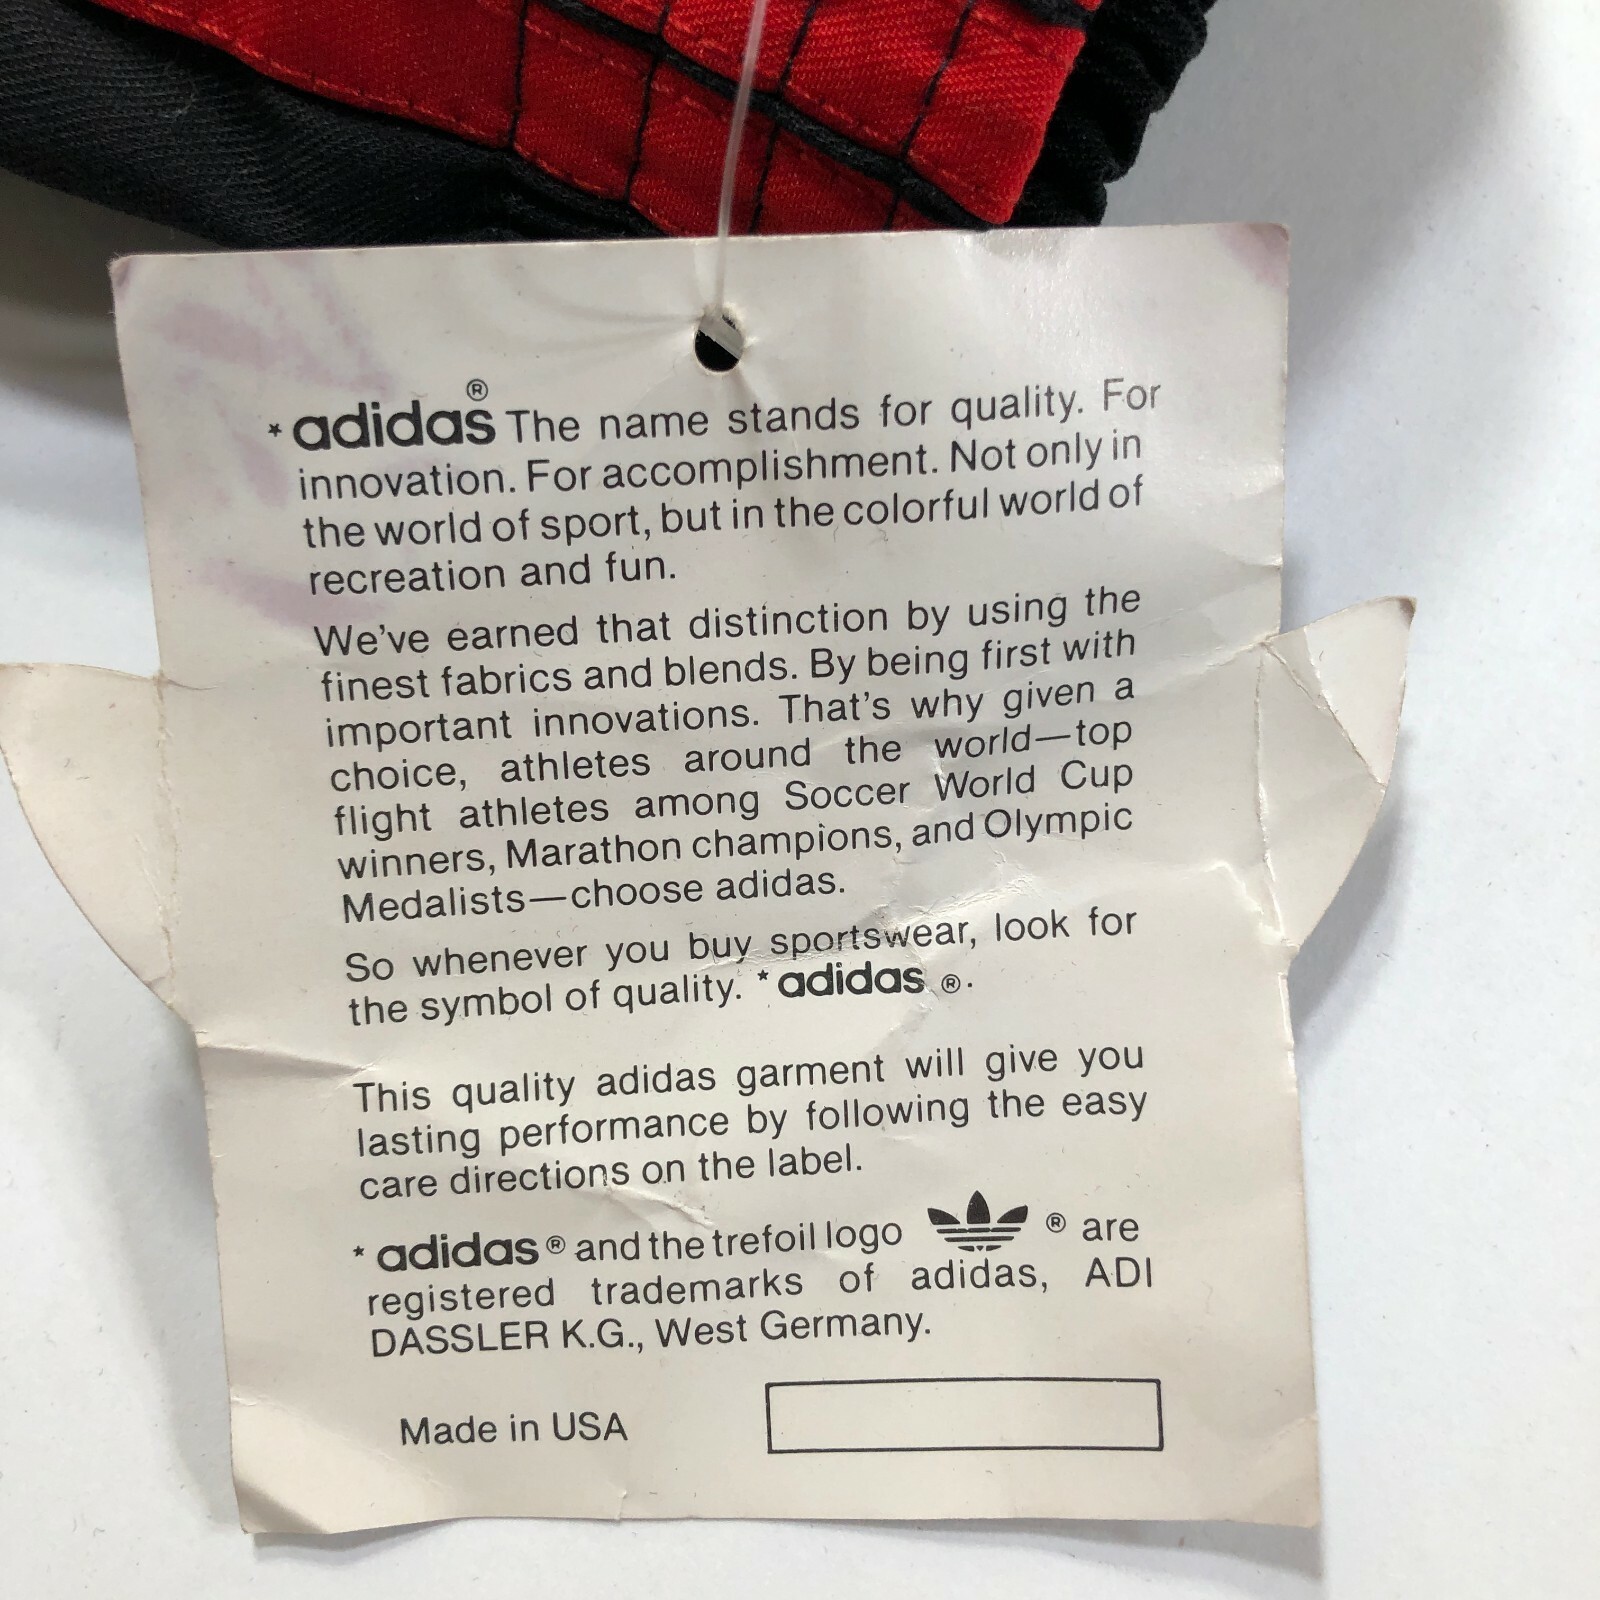 * adidas® The name stands for quality. For
innovation. For accomplishment. Not only in
the world of sport, but in the colorful world of
recreation and fun.
We've earned that distinction by using the
finest fabrics and blends. By being first with
important innovations. That's why given a
choice, athletes around the world—top
flight athletes among Soccer World Cup
winners, Marathon champions, and Olympic
Medalists—choose adidas.
So whenever you buy sportswear, look for
the symbol of quality. * adidas ®.
This quality adidas garment will give you
lasting performance by following the easy
care directions on the label.
* adidas ® and the trefoil logo ® are
registered trademarks of adidas, ADI
DASSLER K.G., West Germany.
Made in USA